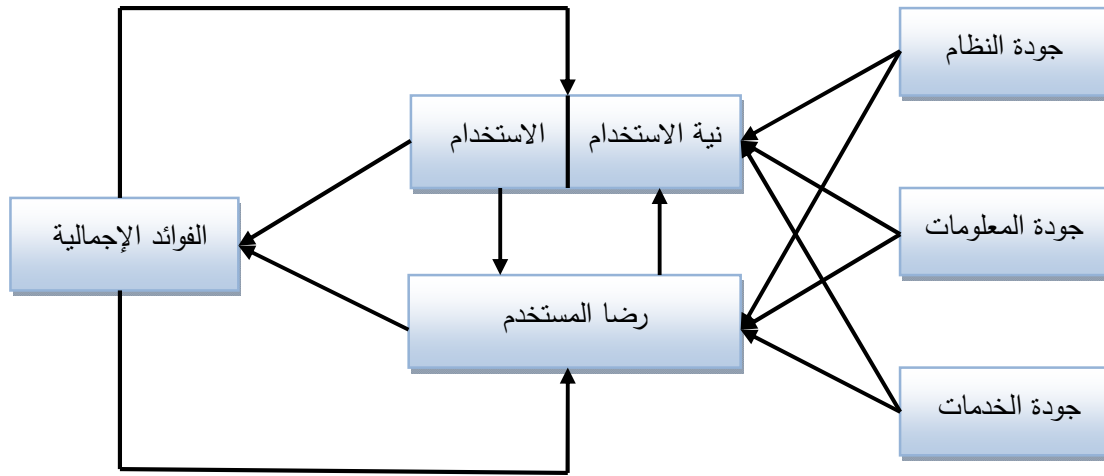 جودة النظام
نية الاستخدام
الاستخدام
جودة المعلومات
الفوائد الإجمالية
رضا المستخدم
جودة الخدمات